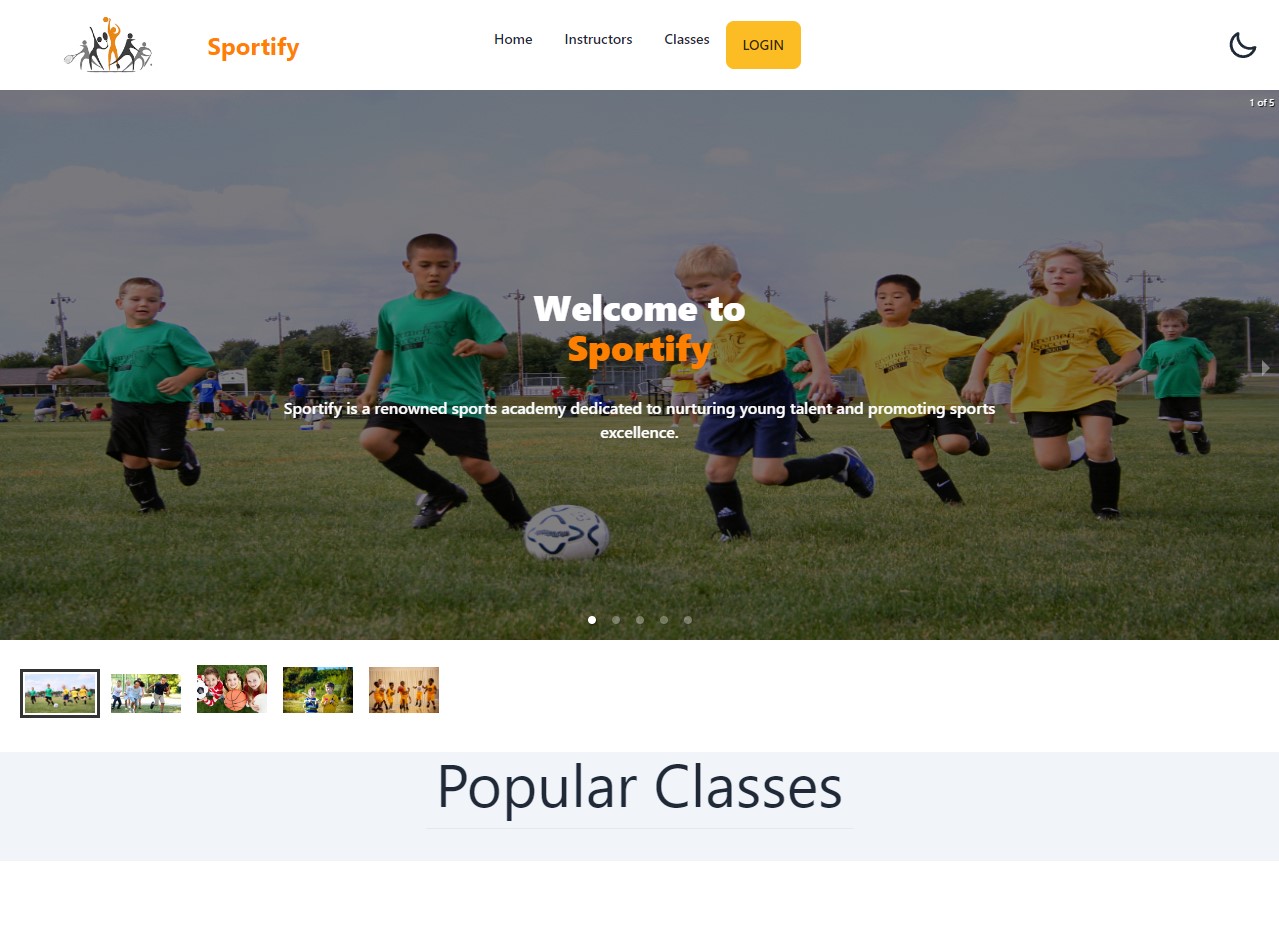 Sportify
Home
Instructors
Classes
LOGIN
1 of 5
Welcome to
Sportify
Sportify is a renowned sports academy dedicated to nurturing young talent and promoting sports
excellence.
Popular Classes